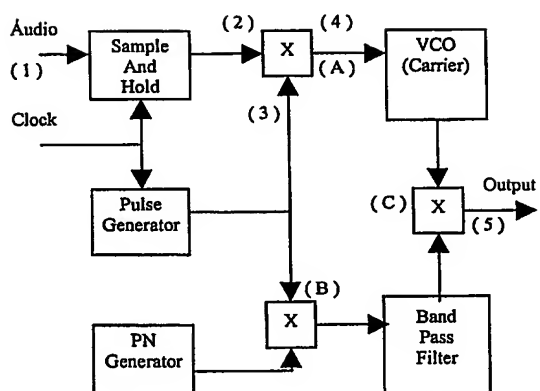 Áudio
(1)
Sample
And
Hold
(2)
X
(4)
(A)
VCO
(Carrier)
Clock
(3)
Pulse
Generator
(C)
X
Output
(5)
(B)
X
PN
Generator
Band
Pass
Filter